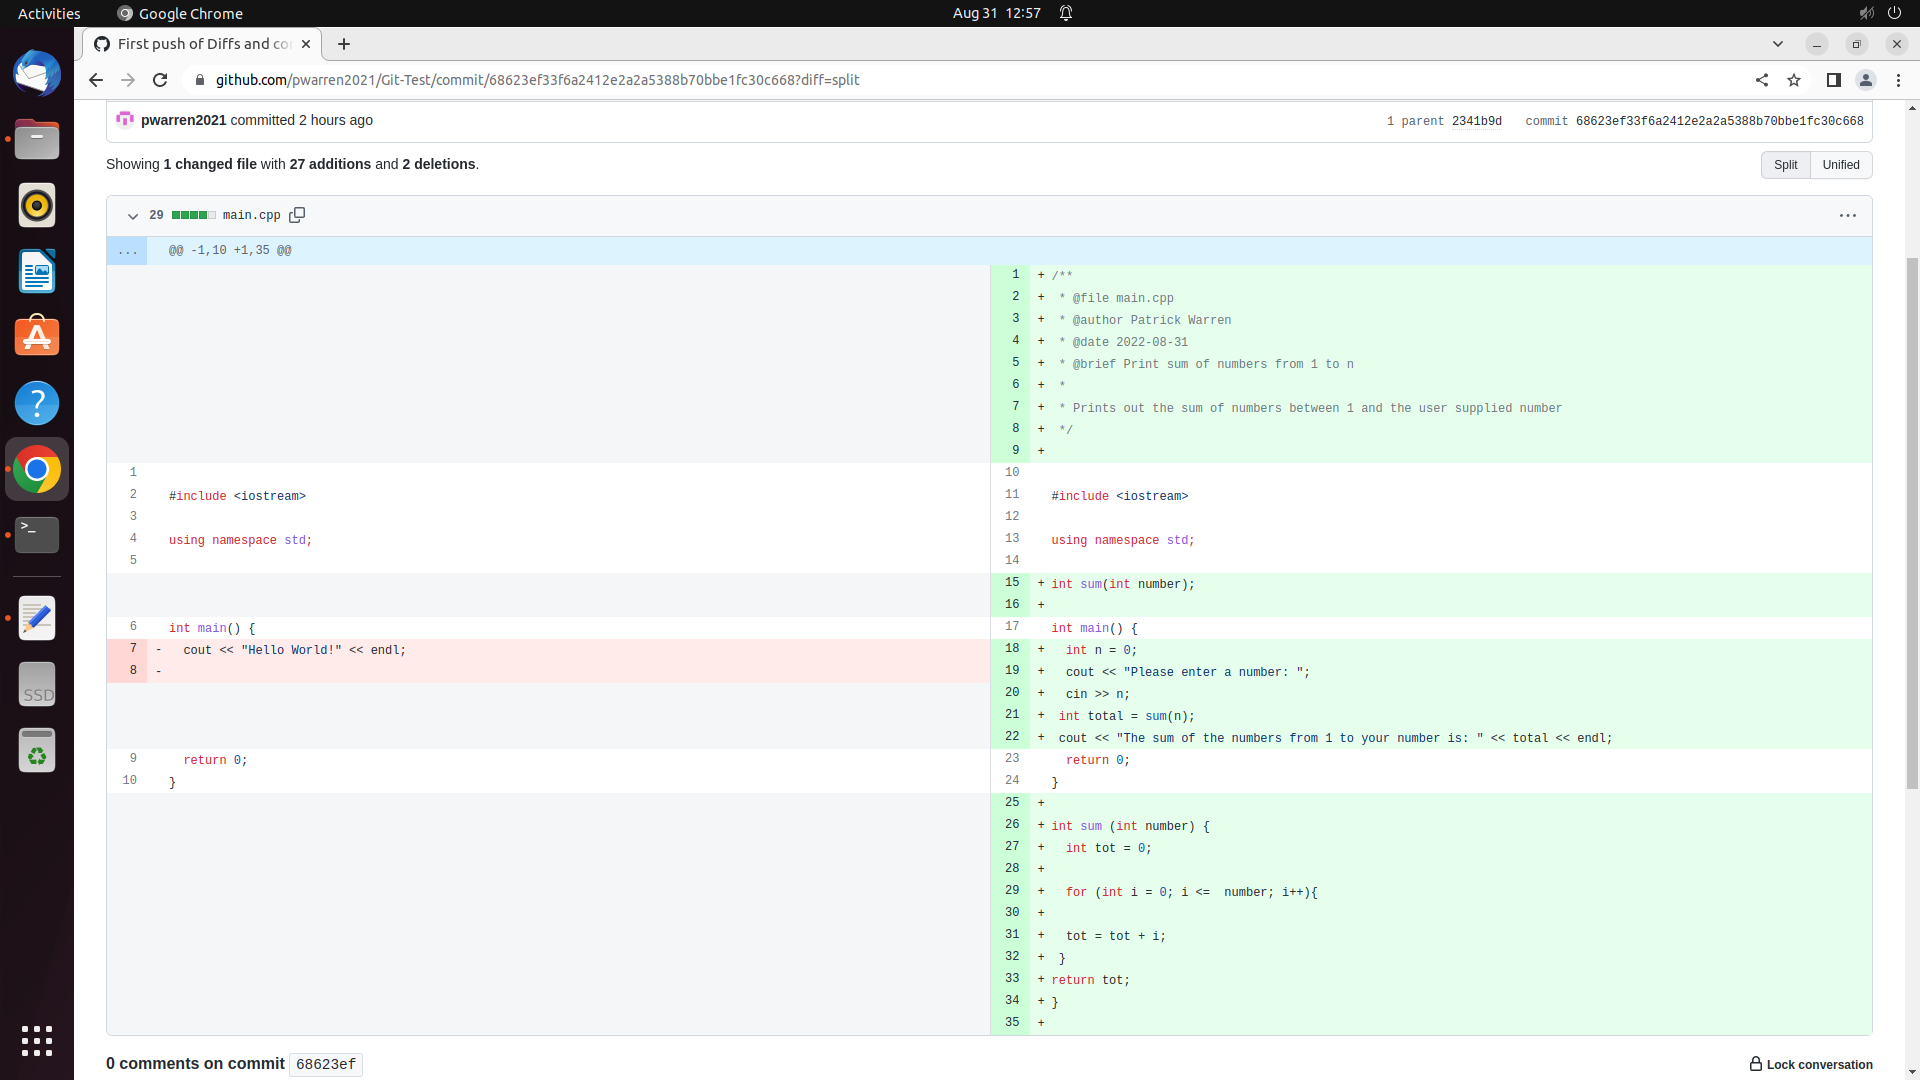 Activities Google Chrome Aug 31 12:57
First push of Diffs and co
github.com/pwarren2021/Git-Test/commit/68623ef33f6a2412e2a2a5388b70bbe1fc30c668?diff=split
pwarren2021 committed 2 hours ago 1 parent 2341b9d commit 68623ef33f6a2412e2a2a5388b70bbe1fc30c668
Showing 1 changed file with 27 additions and 2 deletions. Split Unified
29 main.cpp
... @@ -1,10 +1,35 @@
1 + /**
2 +  * @file main.cpp
3 +  * @author Patrick Warren
4 +  * @date 2022-08-31
5 +  * @brief Print sum of numbers from 1 to n
6 +  *
7 +  * Prints out the sum of numbers between 1 and the user supplied number
8 +  */
9 +
1 10
2 #include <iostream> 11 #include <iostream>
3 12
4 using namespace std; 13 using namespace std;
5 14
15 + int sum(int number);
16 +
6 int main() { 17 int main() {
7 - cout << "Hello World!" << endl; 18 + int n = 0;
8 - 19 + cout << "Please enter a number: ";
20 + cin >> n;
21 + int total = sum(n);
22 + cout << "The sum of the numbers from 1 to your number is: " << total << endl;
9 return 0; 23 return 0;
10 } 24 }
25 +
26 + int sum (int number) {
27 + int tot = 0;
28 +
29 + for (int i = 0; i <=  number; i++){
30 +
31 + tot = tot + i;
32 + }
33 + return tot;
34 + }
35 +
SSD
0 comments on commit 68623ef Lock conversation